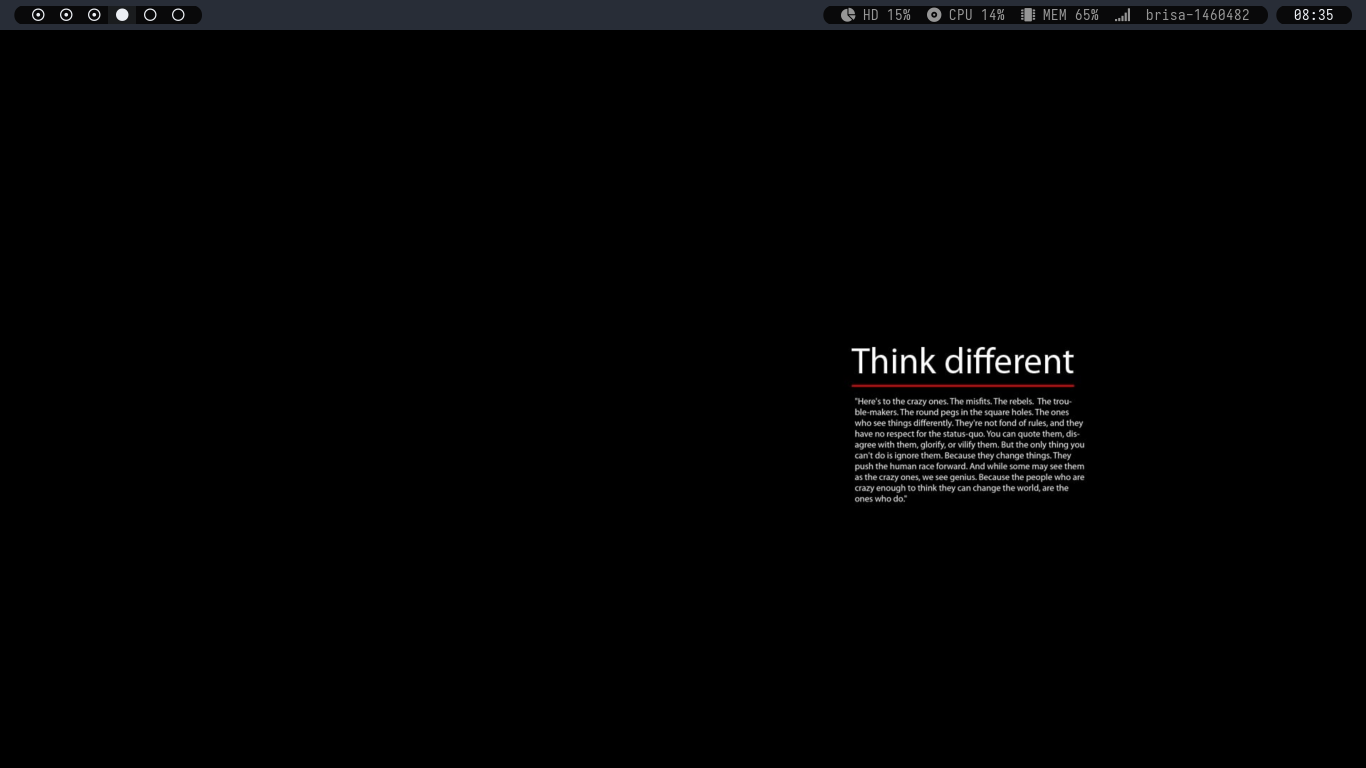 HD 15% CPU 14% MEM 65% brisa-1460482 08:35
Think different
"Here's to the crazy ones. The misfits. The rebels. The trou-
ble-makers. The round pegs in the square holes. The ones
who see things differently. They're not fond of rules, and they
have no respect for the status-quo. You can quote them, dis-
agree with them, glorify, or vilify them. But the only thing you
can't do is ignore them. Because they change things. They
push the human race forward. And while some may see them
as the crazy ones, we see genius. Because the people who are
crazy enough to think they can change the world, are the
ones who do."